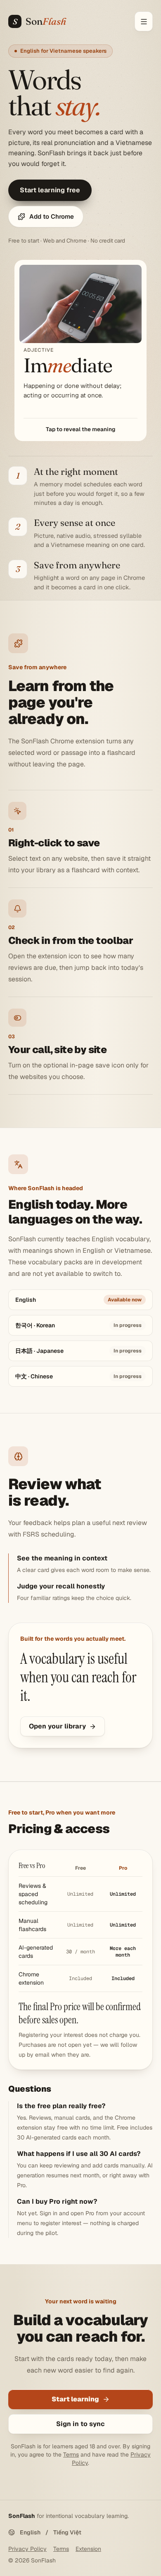 S SonFlash
English for Vietnamese speakers
Words
that stay.
Every word you meet becomes a card with a
picture, its real pronunciation and a Vietnamese
meaning. SonFlash brings it back just before
you would forget it.
Start learning free
Add to Chrome
Free to start · Web and Chrome · No credit card
ADJECTIVE
Immediate
Happening or done without delay;
acting or occurring at once.
Tap to reveal the meaning
1
At the right moment
A memory model schedules each word
just before you would forget it, so a few
minutes a day is enough.
2
Every sense at once
Picture, native audio, stressed syllable
and a Vietnamese meaning on one card.
3
Save from anywhere
Highlight a word on any page in Chrome
and it becomes a card in one click.
Save from anywhere
Learn from the
page you're
already on.
The SonFlash Chrome extension turns any
selected word or passage into a flashcard
without leaving the page.
01
Right-click to save
Select text on any website, then save it straight
into your library as a flashcard with context.
02
Check in from the toolbar
Open the extension icon to see how many
reviews are due, then jump back into today's
session.
03
Your call, site by site
Turn on the optional in-page save icon only for
the websites you choose.
Where SonFlash is headed
English today. More
languages on the way.
SonFlash currently teaches English vocabulary,
with meanings shown in English or Vietnamese.
These vocabulary packs are in development
and are not yet available to switch to.
English
Available now
한국어 · Korean
In progress
日本語 · Japanese
In progress
中文 · Chinese
In progress
Review what
is ready.
Your feedback helps plan a useful next review
with FSRS scheduling.
See the meaning in context
A clear card gives each word room to make sense.
Judge your recall honestly
Four familiar ratings keep the choice quick.
Built for the words you actually meet.
A vocabulary is useful
when you can reach for
it.
Open your library →
Free to start, Pro when you want more
Pricing & access
Free vs Pro Free Pro
Reviews &
spaced
scheduling
Unlimited Unlimited
Manual
flashcards
Unlimited Unlimited
AI-generated
cards
30 / month
More each
month
Chrome
extension
Included Included
The final Pro price will be confirmed
before sales open.
Registering your interest does not charge you.
Purchases are not open yet — we will follow
up by email when they are.
Questions
Is the free plan really free?
Yes. Reviews, manual cards, and the Chrome
extension stay free with no time limit. Free includes
30 AI-generated cards each month.
What happens if I use all 30 AI cards?
You can keep reviewing and add cards manually. AI
generation resumes next month, or right away with
Pro.
Can I buy Pro right now?
Not yet. Sign in and open Pro from your account
menu to register interest — nothing is charged
during the pilot.
Your next word is waiting
Build a vocabulary
you can reach for.
Start with the cards ready today, then make
each new word easier to find again.
Start learning →
Sign in to sync
SonFlash is for learners aged 18 and over. By signing
in, you agree to the Terms and have read the Privacy
Policy.
SonFlash for intentional vocabulary learning.
English / Tiếng Việt
Privacy Policy Terms Extension
© 2026 SonFlash